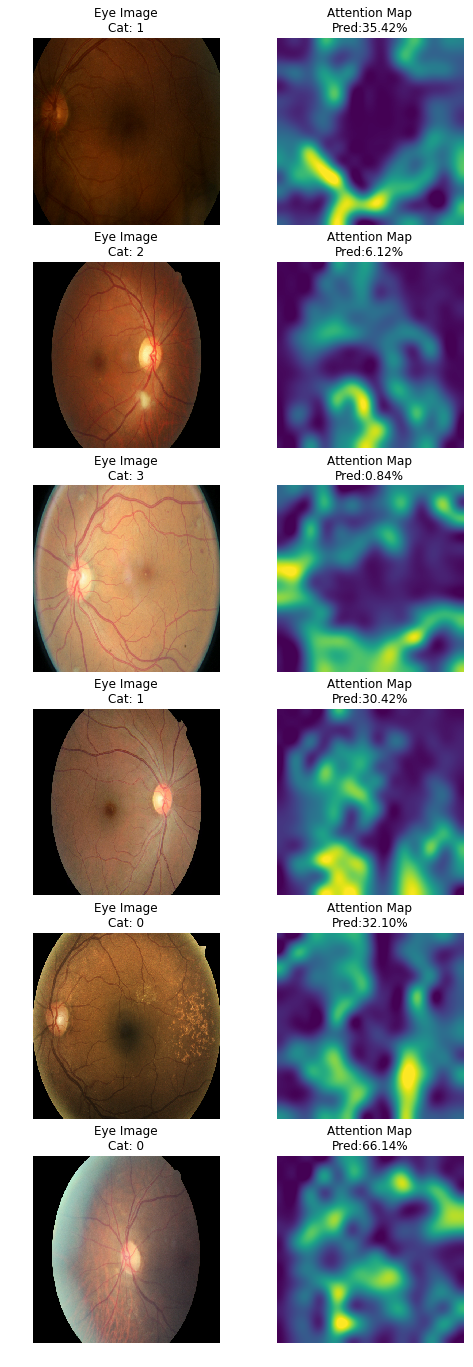 Eye Image
Cat: 1
Attention Map
Pred:35.42%
Eye Image
Cat: 2
Attention Map
Pred:6.12%
Eye Image
Cat: 3
Attention Map
Pred:0.84%
Eye Image
Cat: 1
Attention Map
Pred:30.42%
Eye Image
Cat: 0
Attention Map
Pred:32.10%
Eye Image
Cat: 0
Attention Map
Pred:66.14%